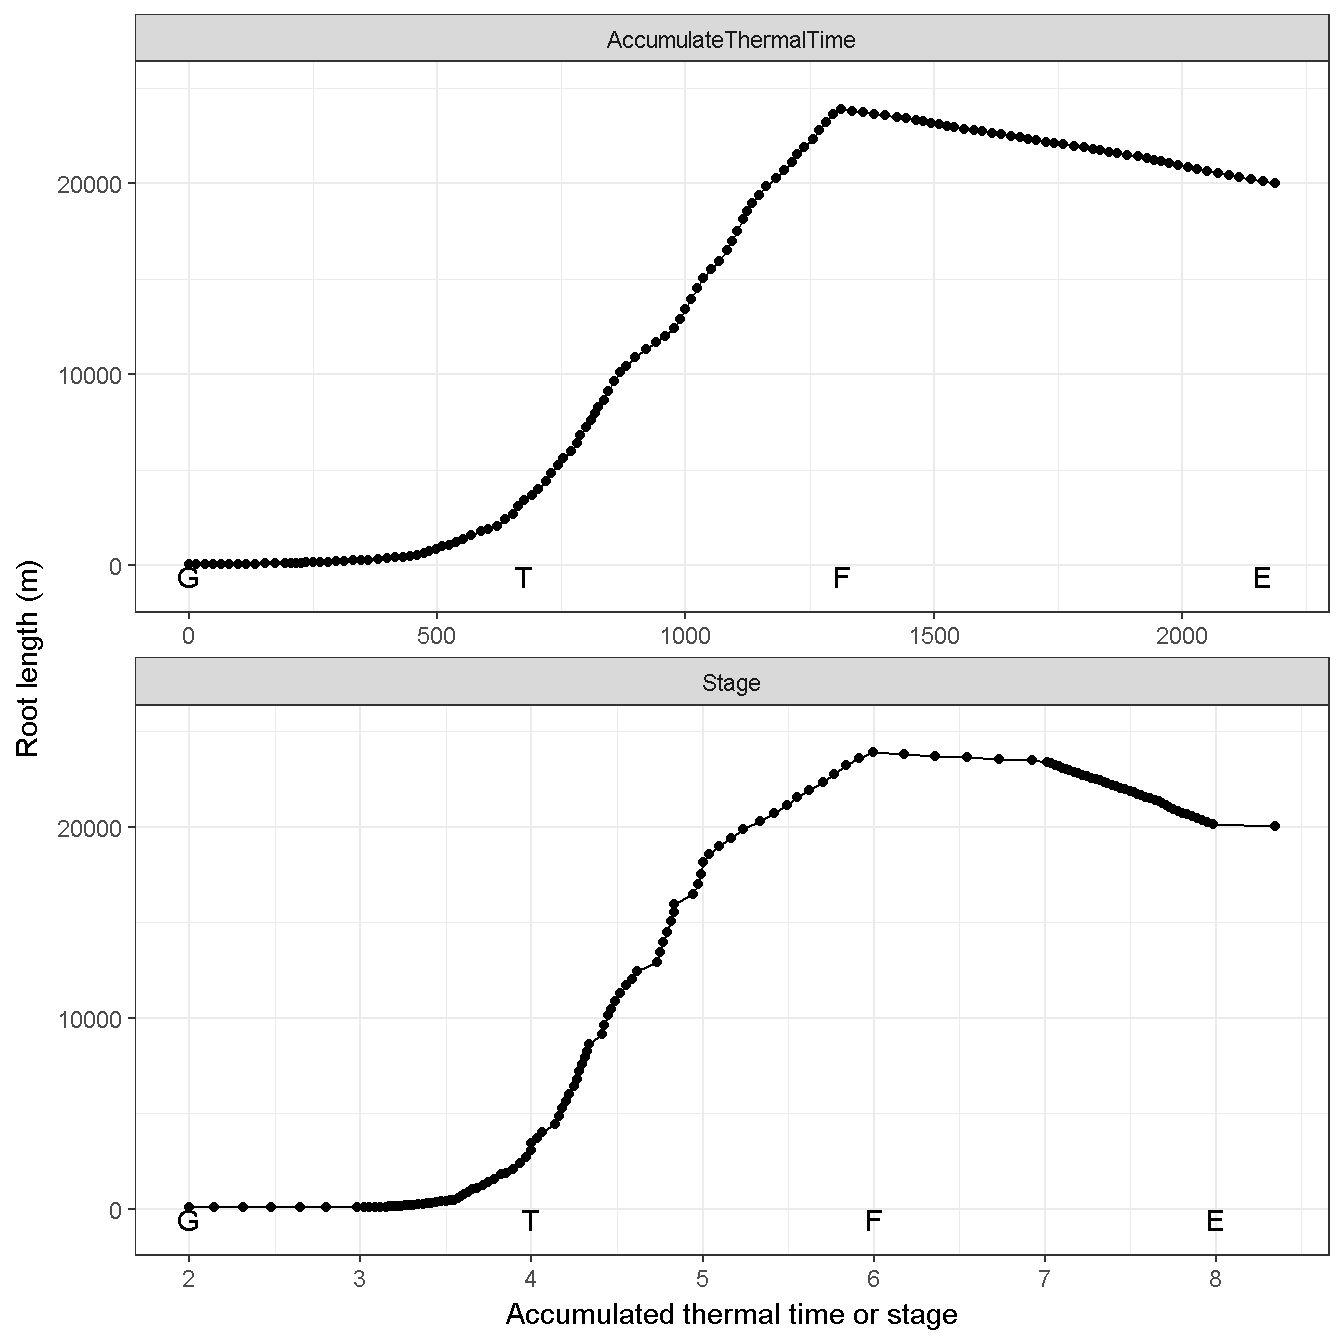 AccumulateThermalTime
20000
10000
0
G T F E
0 500 1000 1500 2000
Root length (m)
Stage
20000
10000
0
G T F E
2 3 4 5 6 7 8
Accumulated thermal time or stage